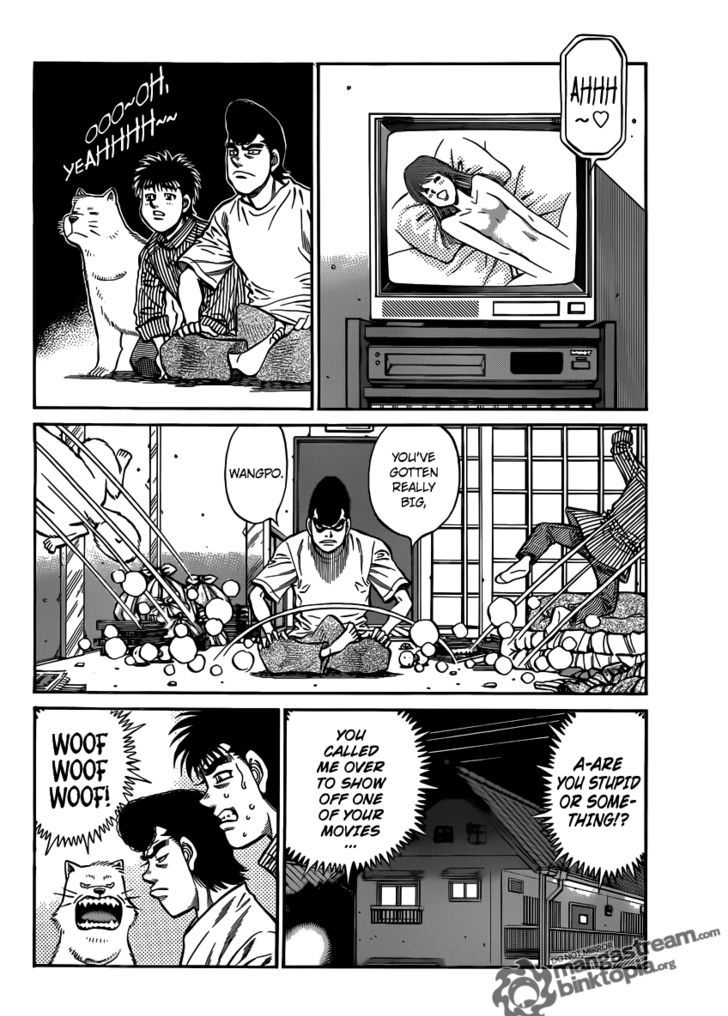 AHHH
~♡
OOO~OH,
YEAHHHH~~
YOU'VE
GOTTEN
REALLY
BIG,
WANGPO.
A-ARE
YOU STUPID
OR SOME-
THING!?
YOU
CALLED
ME OVER
TO SHOW
OFF ONE
OF YOUR
MOVIES
...
WOOF
WOOF
WOOF!
DO NOT MIRROR
mangastream.com
binktopia.org